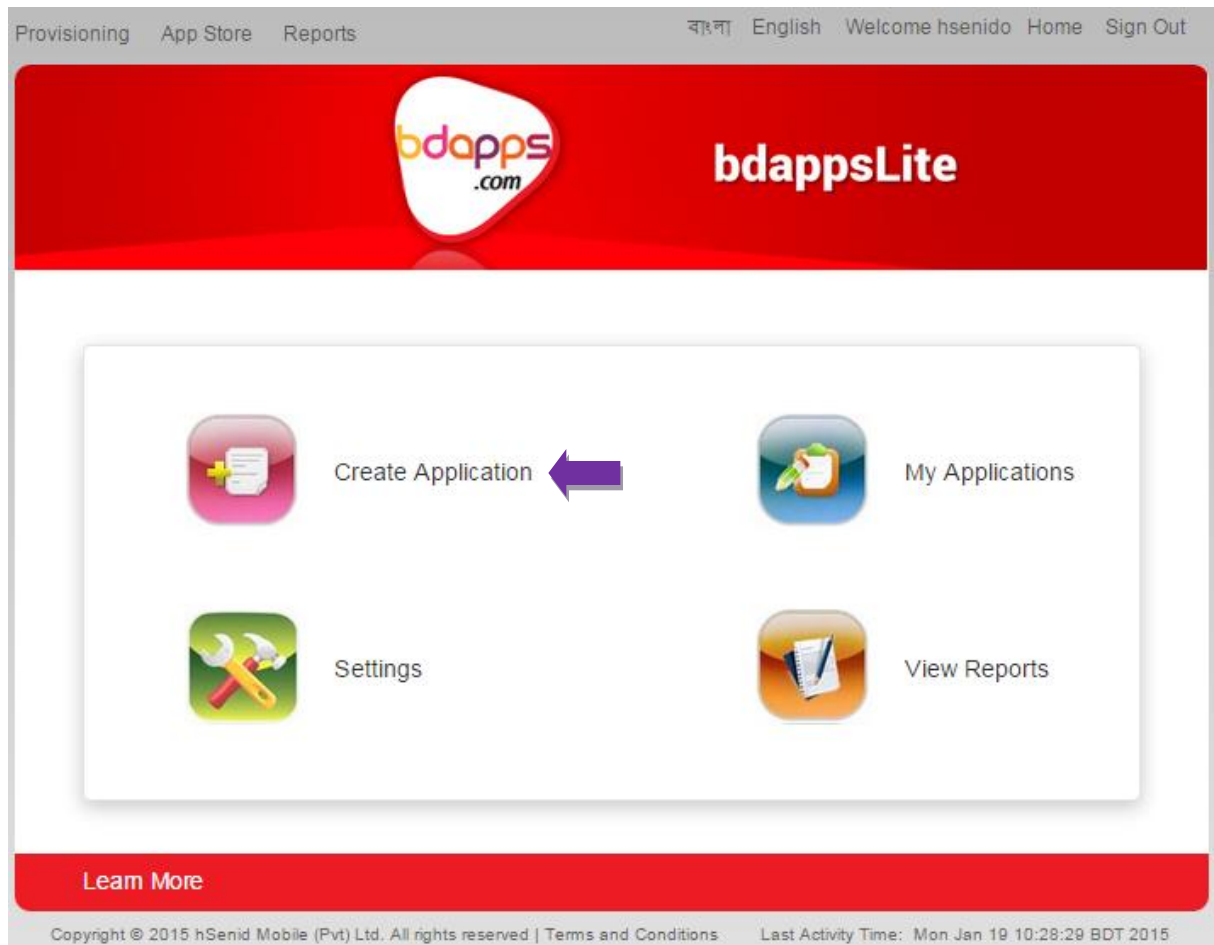 Provisioning App Store Reports বাংলা English Welcome hsenido Home Sign Out
bdapps
.com
bdappsLite
Create Application
My Applications
Settings
View Reports
Learn More
Copyright © 2015 hSenid Mobile (Pvt) Ltd. All rights reserved | Terms and Conditions Last Activity Time: Mon Jan 19 10:28:29 BDT 2015